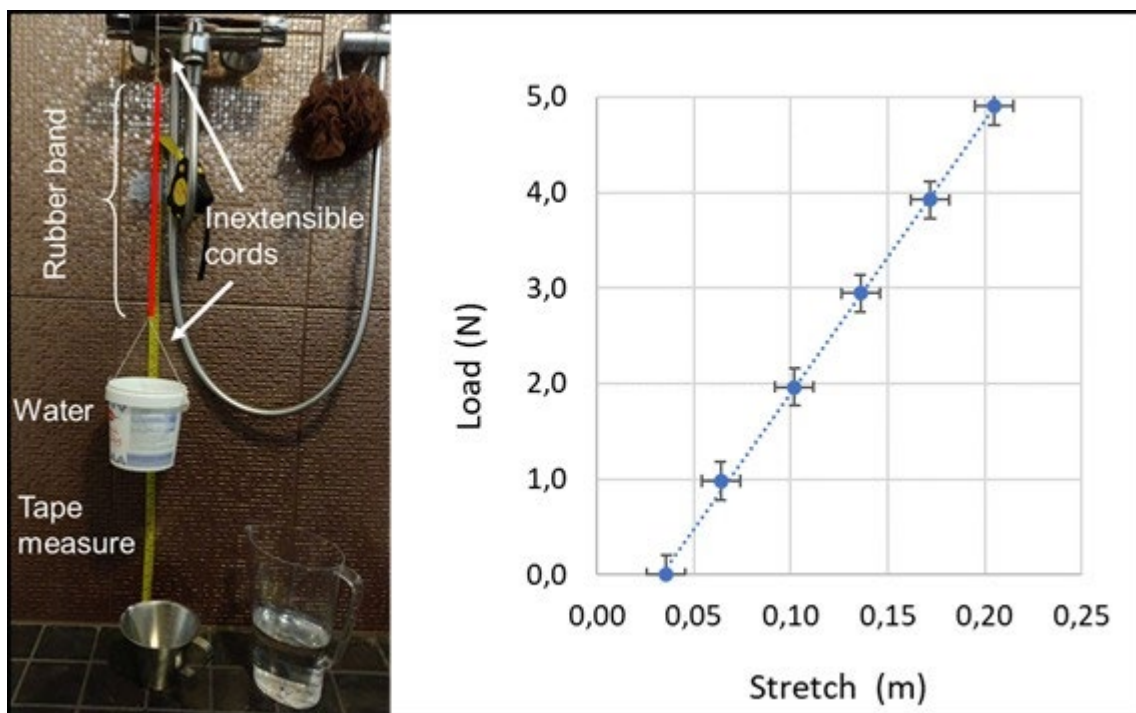 Rubber band
Inextensible
cords
Water
Tape
measure
Load (N)
5,0
4,0
3,0
2,0
1,0
0,0
0,00 0,05 0,10 0,15 0,20 0,25
Stretch (m)